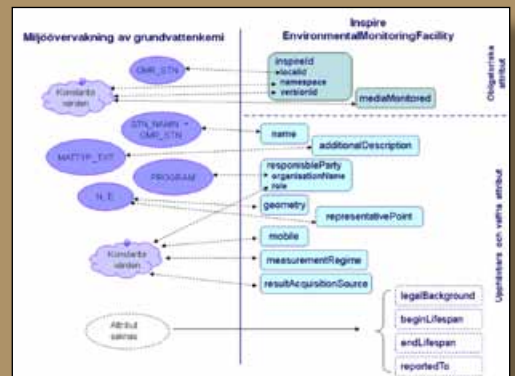 Miljöövervakning av grundvattenkemi
Inspire
EnvironmentalMonitoringFacility
OMR_STN
Konstanta
värden
inspireId
localId
namespace
versionId
mediaMonitored
Obligatoriska
attribut
STN_NAMN +
OMR_STN
MATTYP_TXT
PROGRAM
N_E
Konstanta
värden
name
additionalDescription
responsibleParty
organisationName
role
geometry
representativePoint
mobile
measurementRegime
resultAcquisitionSource
och valfria attribut
Attribut
saknas
legalBackground
beginLifespan
endLifespan
reportedTo